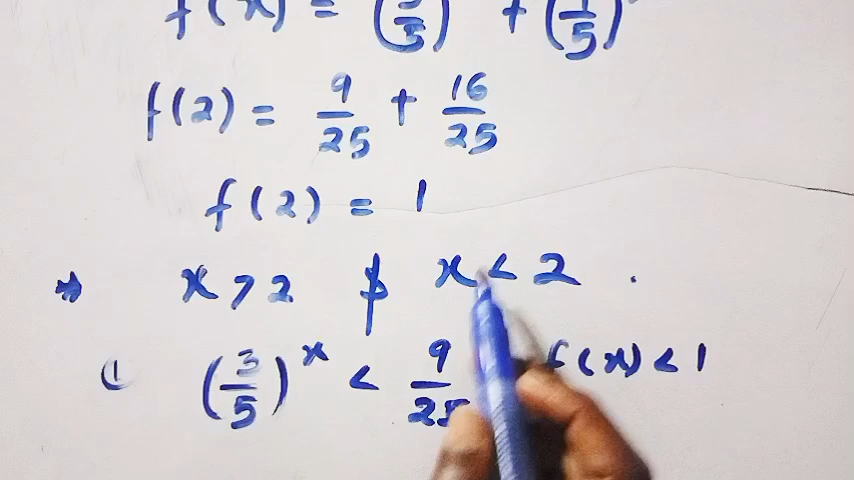 f(x) = (3/5) + (4/5)
f(2) = 9/25 + 16/25
f(2) = 1
⇒ x > 2 & x < 2 .
① (3/5)^x < 9/25 f(x) < 1